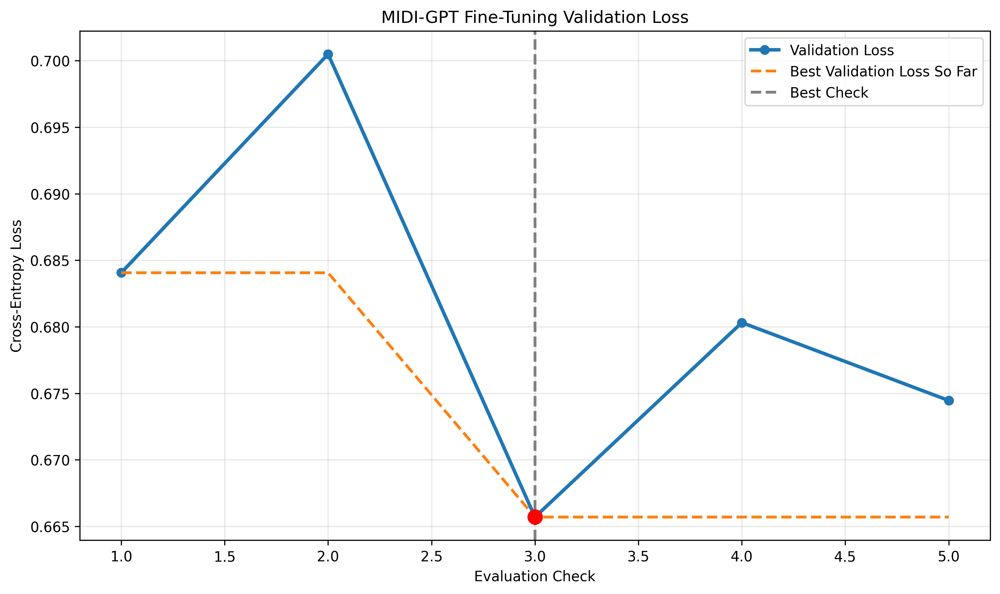 MIDI-GPT Fine-Tuning Validation Loss
Validation Loss
Best Validation Loss So Far
Best Check
0.700
0.695
0.690
0.685
0.680
0.675
0.670
0.665
Cross-Entropy Loss
1.0 1.5 2.0 2.5 3.0 3.5 4.0 4.5 5.0
Evaluation Check